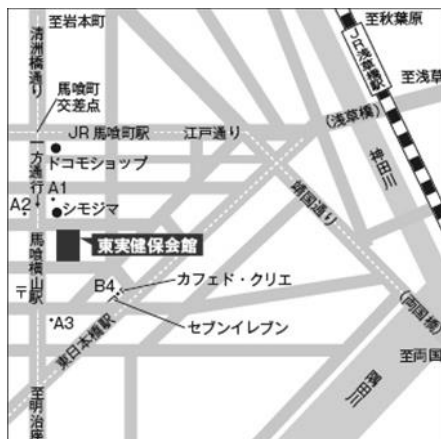 至岩本町
清洲橋通り
馬喰町
交差点
JR 馬喰町駅
江戸通り
至秋葉原
JR浅草橋駅
至浅草
(浅草橋)
神田川
一方通行→
ドコモショップ
A1
A2
シモジマ
靖国通り
東実健保会館
馬喰横山駅
〒
B4
カフェド・クリエ
セブンイレブン
A3
東日本橋駅
(両国橋)
至両国
隅田川
至明治座